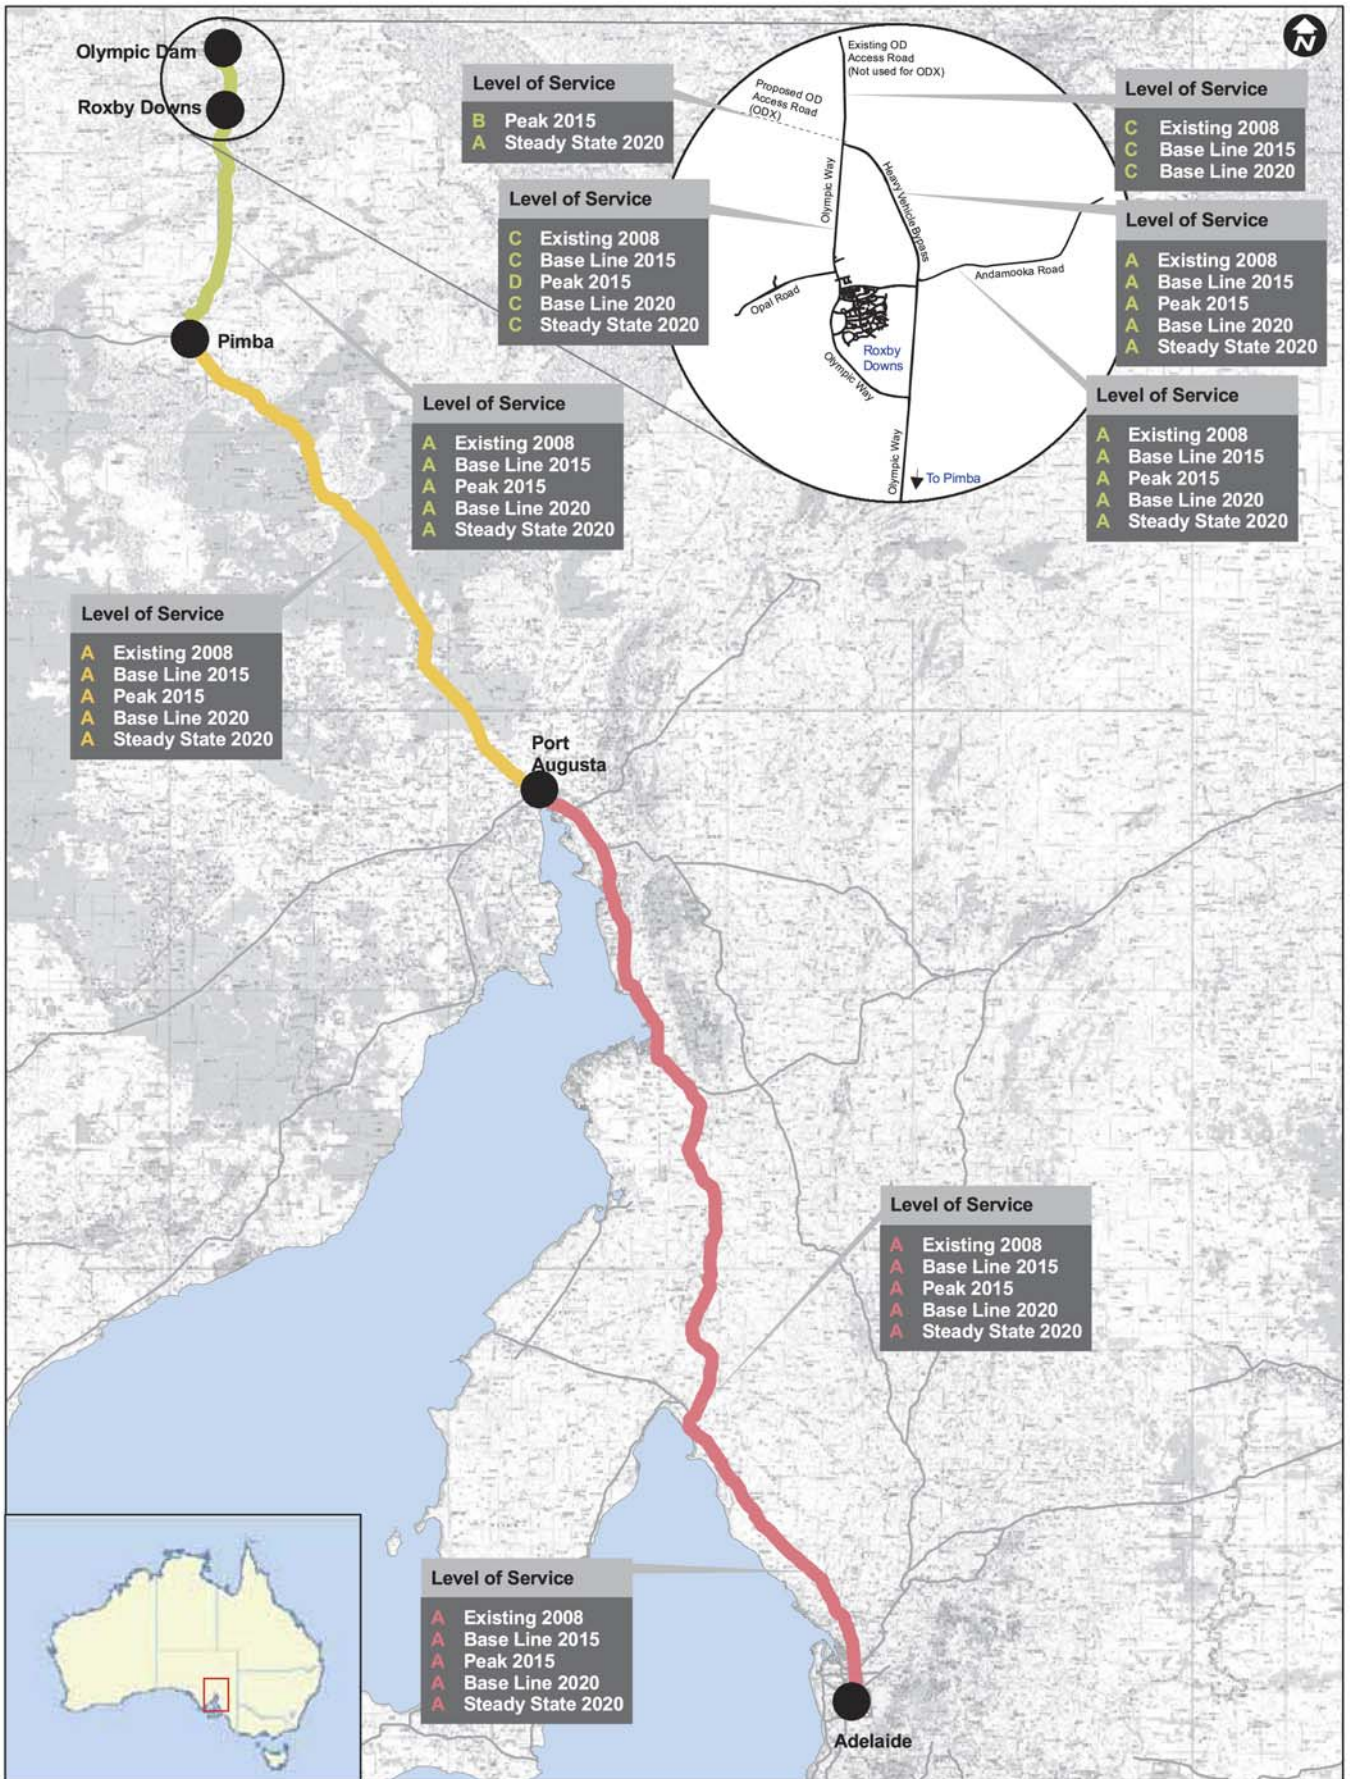 N
Olympic Dam
Roxby Downs
Pimba
Port
Augusta
Adelaide
Level of Service
B Peak 2015
A Steady State 2020
Level of Service
C Existing 2008
C Base Line 2015
D Peak 2015
C Base Line 2020
C Steady State 2020
Existing OD
Access Road
(Not used for ODX)
Proposed OD
Access Road
(ODX)
Olympic Way
Heavy Vehicle Bypass
Andamooka Road
Opal Road
Roxby
Downs
Olympic Way
Olympic Way
To Pimba
Level of Service
C Existing 2008
C Base Line 2015
C Base Line 2020
Level of Service
A Existing 2008
A Base Line 2015
A Peak 2015
A Base Line 2020
A Steady State 2020
Level of Service
A Existing 2008
A Base Line 2015
A Peak 2015
A Base Line 2020
A Steady State 2020
Level of Service
A Existing 2008
A Base Line 2015
A Peak 2015
A Base Line 2020
A Steady State 2020
Level of Service
A Existing 2008
A Base Line 2015
A Peak 2015
A Base Line 2020
A Steady State 2020
Level of Service
A Existing 2008
A Base Line 2015
A Peak 2015
A Base Line 2020
A Steady State 2020
Level of Service
A Existing 2008
A Base Line 2015
A Peak 2015
A Base Line 2020
A Steady State 2020